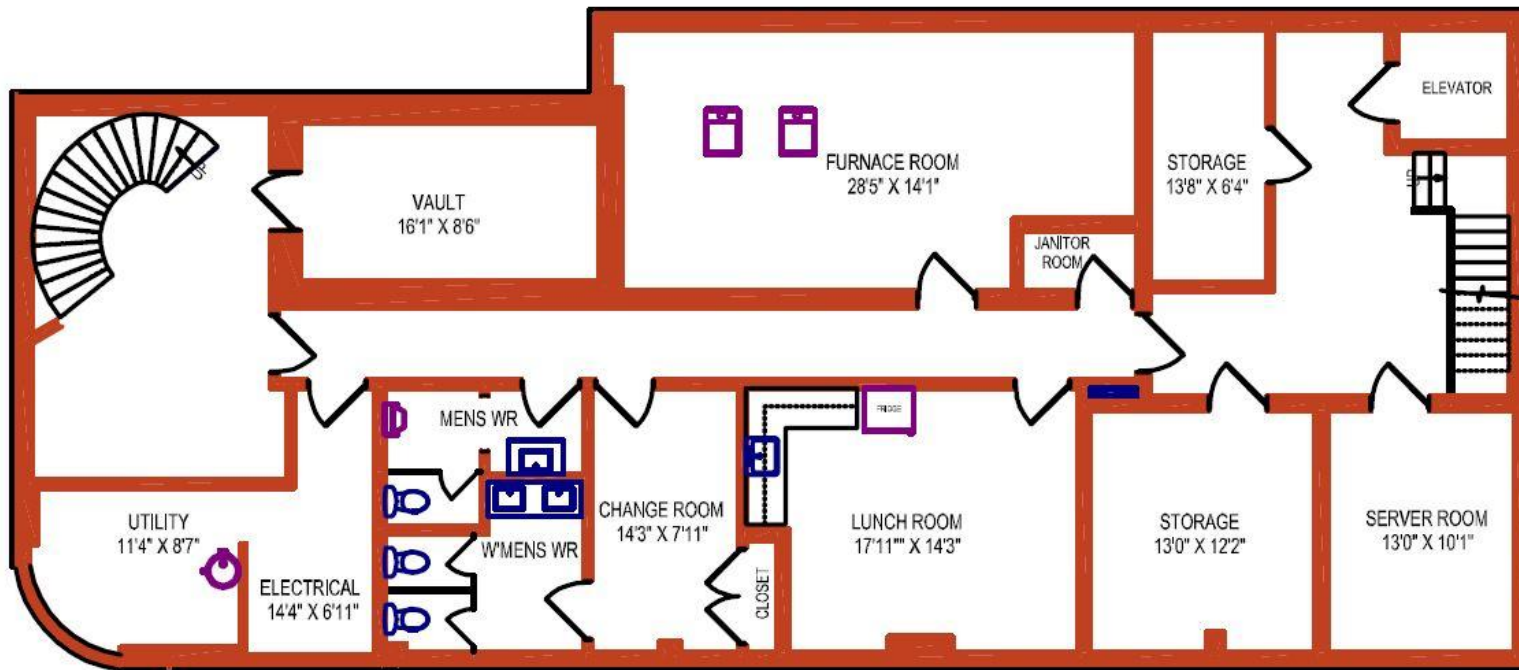 ELEVATOR
FURNACE ROOM
28'5" X 14'1"
STORAGE
13'8" X 6'4"
UP
UP
VAULT
16'1" X 8'6"
JANITOR
ROOM
MENS WR
FRIDGE
UTILITY
11'4" X 8'7"
CHANGE ROOM
14'3" X 7'11"
LUNCH ROOM
17'11"" X 14'3"
STORAGE
13'0" X 12'2"
SERVER ROOM
13'0" X 10'1"
W'MENS WR
ELECTRICAL
14'4" X 6'11"
CLOSET